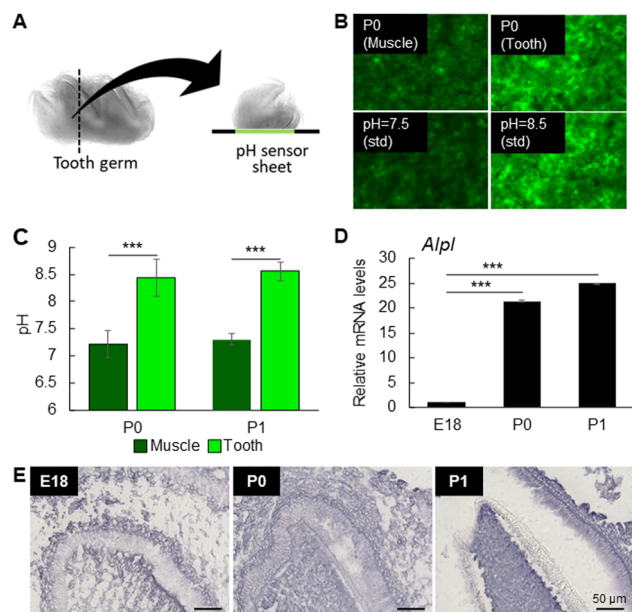 A
Tooth germ
pH sensor
sheet
B
P0
(Muscle)
P0
(Tooth)
pH=7.5
(std)
pH=8.5
(std)
C
pH
9
8.5
8
7.5
7
6.5
6
***
***
P0
P1
Muscle
Tooth
D
Alpl
Relative mRNA levels
30
25
20
15
10
5
0
***
***
E18
P0
P1
E
E18
P0
P1
50 µm